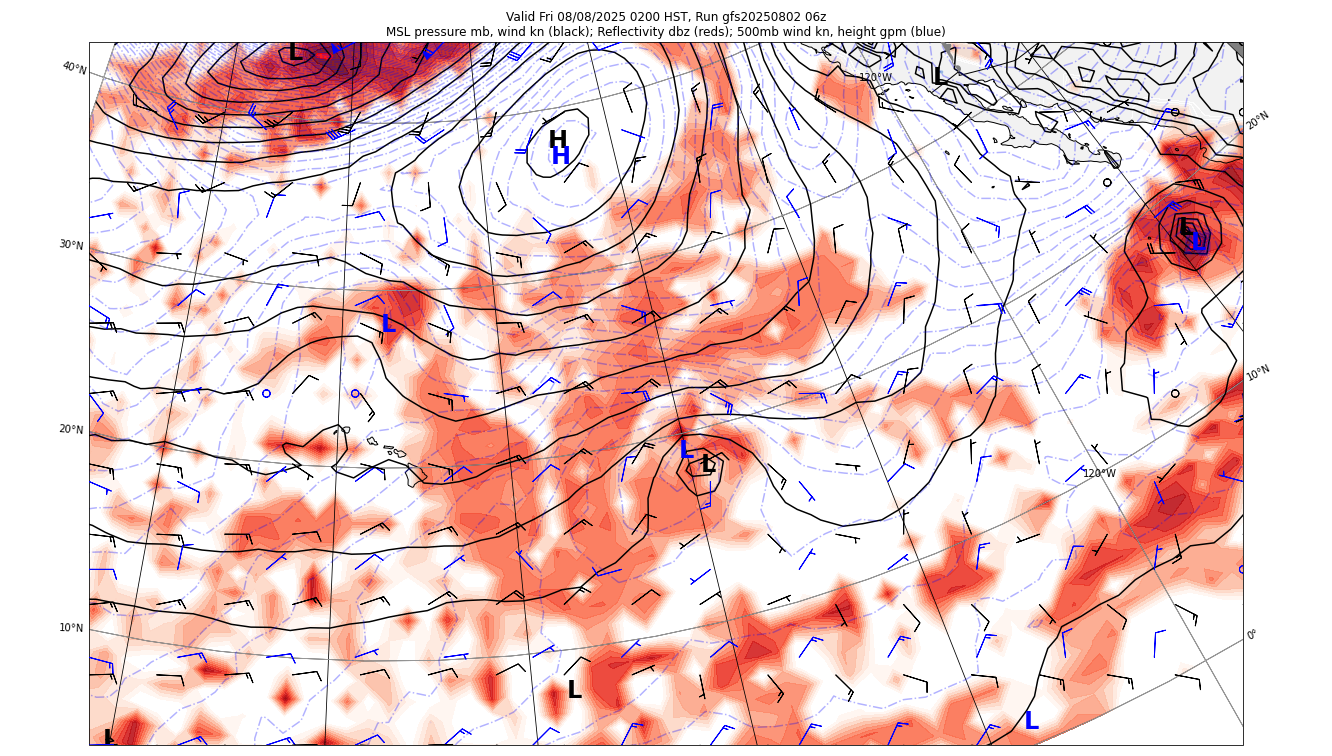 Valid Fri 08/08/2025 0200 HST, Run gfs20250802 06z
MSL pressure mb, wind kn (black); Reflectivity dbz (reds); 500mb wind kn, height gpm (blue)
L
40°N
L
120°W
20°N
H
H
L
L
30°N
L
10°N
20°N
L
L
120°W
10°N
0°
L
L
L